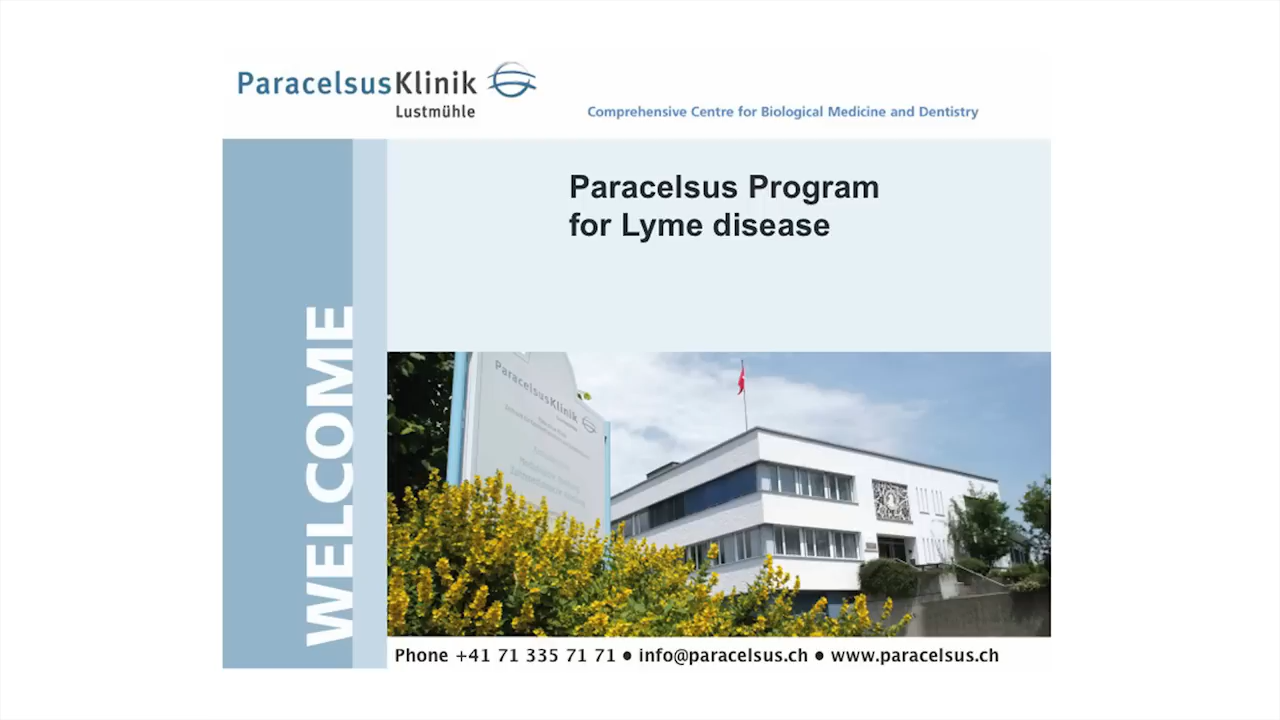 ParacelsusKlinik
Lustmühle
Comprehensive Centre for Biological Medicine and Dentistry
Paracelsus Program
for Lyme disease
WELCOME
ParacelsusKlinik
Phone +41 71 335 71 71 • info@paracelsus.ch • www.paracelsus.ch